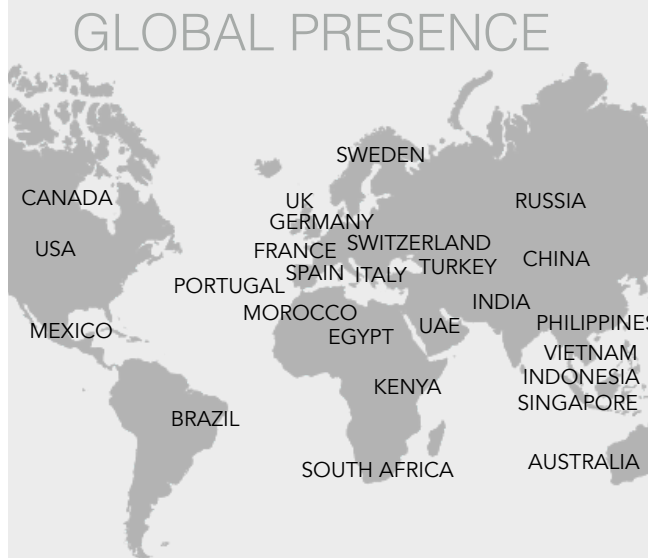 GLOBAL PRESENCE
SWEDEN
CANADA
UK
RUSSIA
GERMANY
USA
FRANCE
SWITZERLAND
CHINA
SPAIN
ITALY
TURKEY
PORTUGAL
INDIA
MOROCCO
MEXICO
EGYPT
UAE
PHILIPPINES
VIETNAM
INDONESIA
KENYA
SINGAPORE
BRAZIL
SOUTH AFRICA
AUSTRALIA